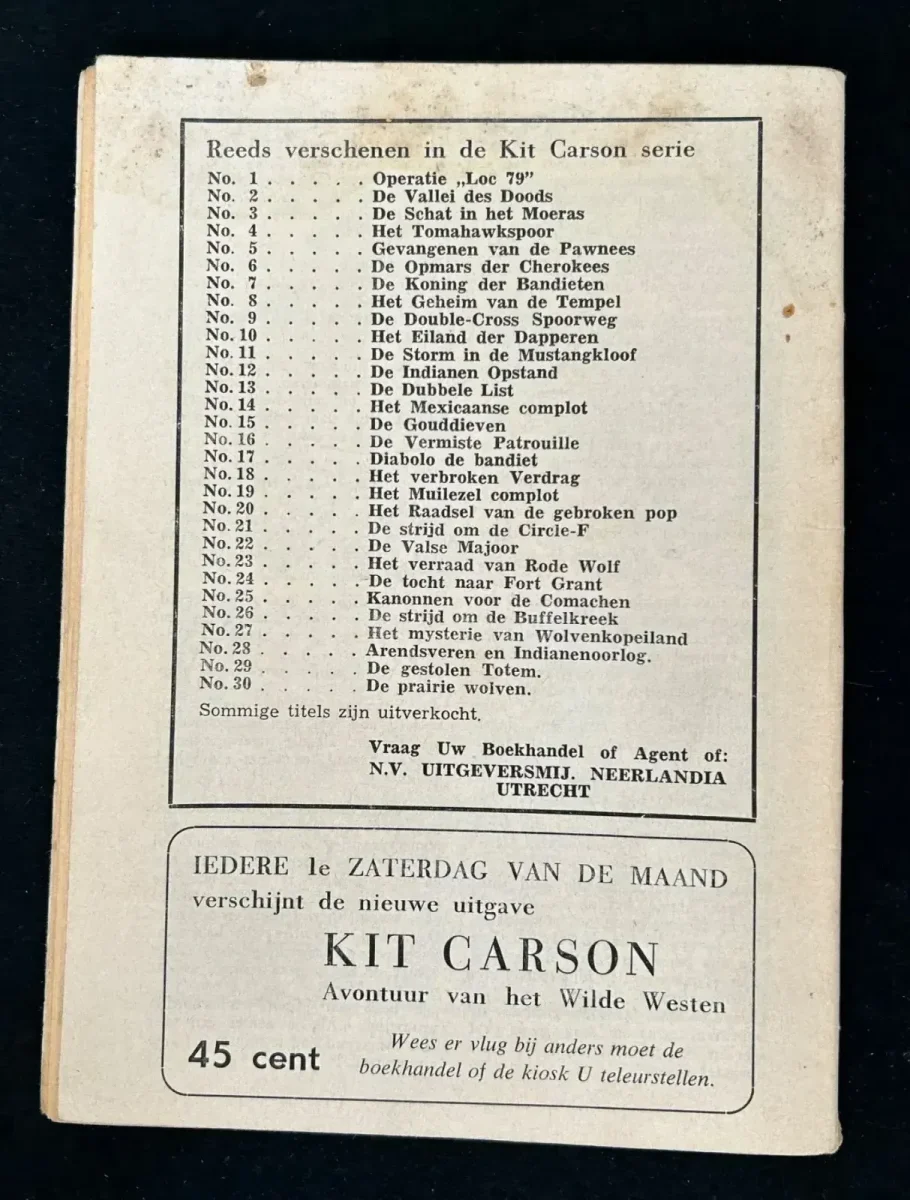 Reeds verschenen in de Kit Carson serie
No. 1 . . . . . Operatie „Loc 79”
No. 2 . . . . . De Vallei des Doods
No. 3 . . . . . De Schat in het Moeras
No. 4 . . . . . Het Tomahawkspoor
No. 5 . . . . . Gevangenen van de Pawnees
No. 6 . . . . . De Opmars der Cherokees
No. 7 . . . . . De Koning der Bandieten
No. 8 . . . . . Het Geheim van de Tempel
No. 9 . . . . . De Double-Cross Spoorweg
No. 10 . . . . . Het Eiland der Dapperen
No. 11 . . . . . De Storm in de Mustangkloof
No. 12 . . . . . De Indianen Opstand
No. 13 . . . . . De Dubbele List
No. 14 . . . . . Het Mexicaanse complot
No. 15 . . . . . De Gouddieven
No. 16 . . . . . De Vermiste Patrouille
No. 17 . . . . . Diabolo de bandiet
No. 18 . . . . . Het verbroken Verdrag
No. 19 . . . . . Het Muilezel complot
No. 20 . . . . . Het Raadsel van de gebroken pop
No. 21 . . . . . De strijd om de Circle-F
No. 22 . . . . . De Valse Majoor
No. 23 . . . . . Het verraad van Rode Wolf
No. 24 . . . . . De tocht naar Fort Grant
No. 25 . . . . . Kanonnen voor de Comachen
No. 26 . . . . . De strijd om de Buffelkreek
No. 27 . . . . . Het mysterie van Wolvenkopeiland
No. 28 . . . . . Arendsveren en Indianenoorlog.
No. 29 . . . . . De gestolen Totem.
No. 30 . . . . . De prairie wolven.
Sommige titels zijn uitverkocht.
Vraag Uw Boekhandel of Agent of:
N.V. UITGEVERSMIJ. NEERLANDIA
UTRECHT
IEDERE 1e ZATERDAG VAN DE MAAND
verschijnt de nieuwe uitgave
KIT CARSON
Avontuur van het Wilde Westen
45 cent
Wees er vlug bij anders moet de
boekhandel of de kiosk U teleurstellen.